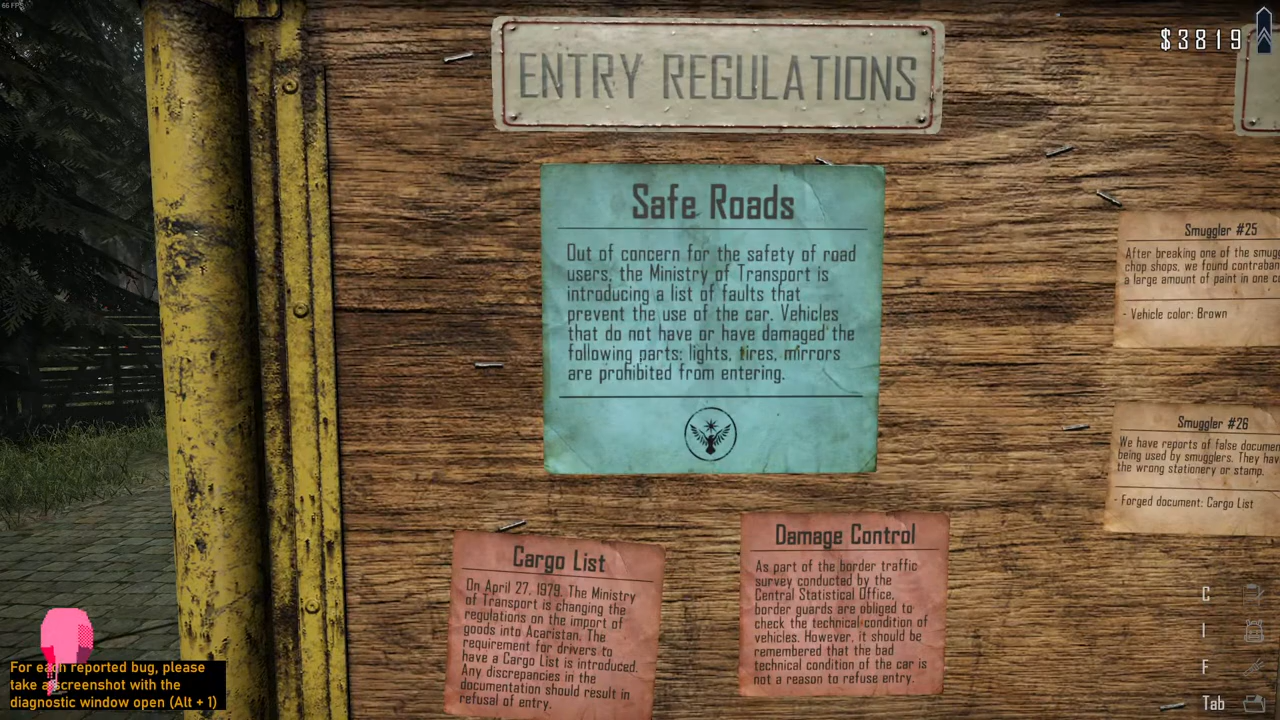 66 FPS
$3819
ENTRY REGULATIONS
Safe Roads
Out of concern for the safety of road
users, the Ministry of Transport is
introducing a list of faults that
prevent the use of the car. Vehicles
that do not have or have damaged the
following parts: lights, tires, mirrors
are prohibited from entering.
Cargo List
On April 27, 1979, The Ministry
of Transport is changing the
regulations on the import of
goods into Acaristan. The
requirement for drivers to
have a Cargo List is introduced.
Any discrepancies in the
documentation should result in
refusal of entry.
Damage Control
As part of the border traffic
survey conducted by the
Central Statistical Office,
border guards are obliged to
check the technical condition of
vehicles. However, it should be
remembered that the bad
technical condition of the car is
not a reason to refuse entry.
Smuggler #25
After breaking one of the
chop shops, we found
a large amount of paint in one
- Vehicle color: Brown
Smuggler #26
We have reports of false
being used by smugglers. They
the wrong stationery or stamp.
- Forged document: Cargo List
C
I
F
Tab
For each reported bug, please
take a screenshot with the
diagnostic window open (Alt + 1)